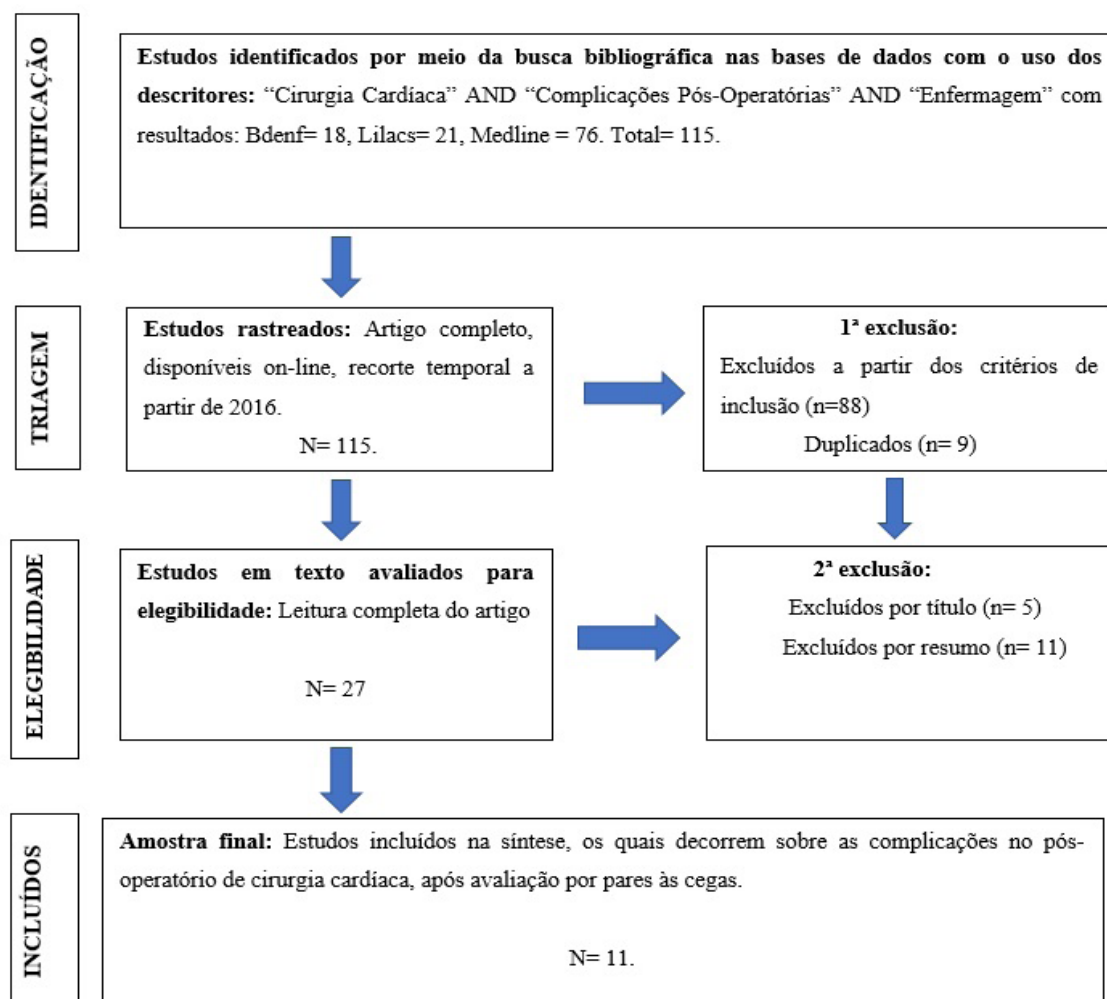 IDENTIFICAÇÃO
Estudos identificados por meio da busca bibliográfica nas bases de dados com o uso dos
descritores: “Cirurgia Cardíaca” AND “Complicações Pós-Operatórias” AND “Enfermagem” com
resultados: Bdenf= 18, Lilacs= 21, Medline = 76. Total= 115.
TRIAGEM
Estudos rastreados: Artigo completo,
disponíveis on-line, recorte temporal a
partir de 2016.
N= 115.
1ª exclusão:
Excluídos a partir dos critérios de
inclusão (n=88)
Duplicados (n= 9)
ELEGIBILIDADE
Estudos em texto avaliados para
elegibilidade: Leitura completa do artigo
N= 27
2ª exclusão:
Excluídos por título (n= 5)
Excluídos por resumo (n= 11)
INCLUÍDOS
Amostra final: Estudos incluídos na síntese, os quais decorrem sobre as complicações no pós-
operatório de cirurgia cardíaca, após avaliação por pares às cegas.
N= 11.